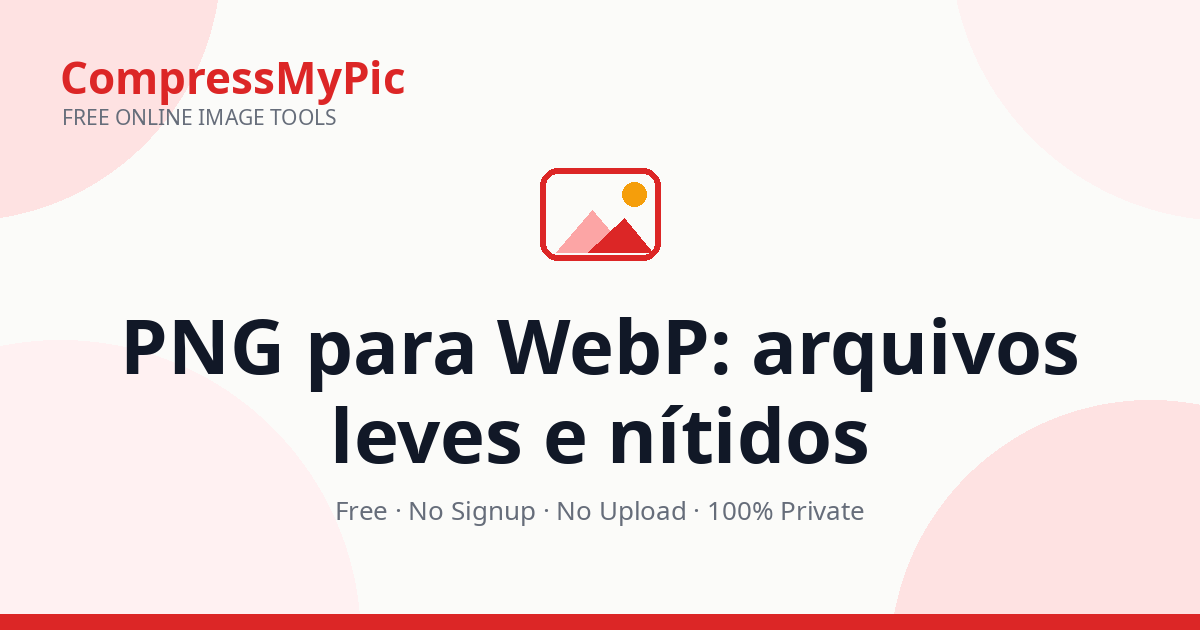 CompressMyPic
FREE ONLINE IMAGE TOOLS
PNG para WebP: arquivos
leves e nítidos
Free · No Signup · No Upload · 100% Private